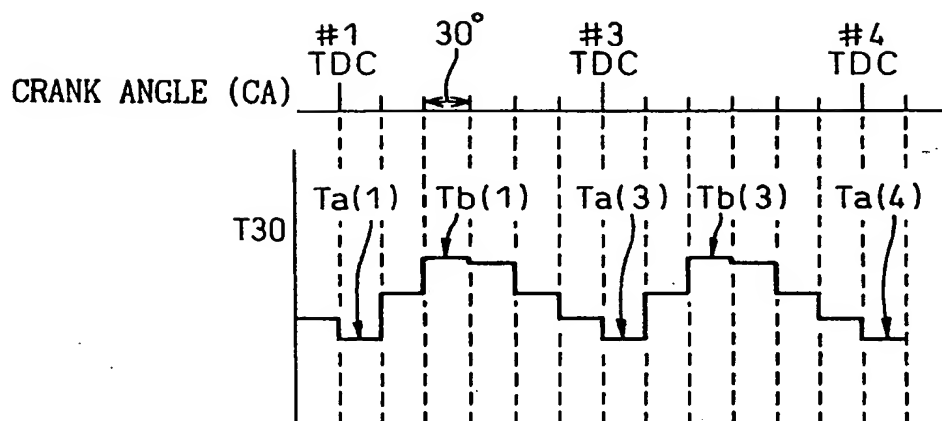 #1 30° #3 #4
TDC TDC TDC
CRANK ANGLE (CA)
Ta(1) Tb(1) Ta(3) Tb(3) Ta(4)
T30